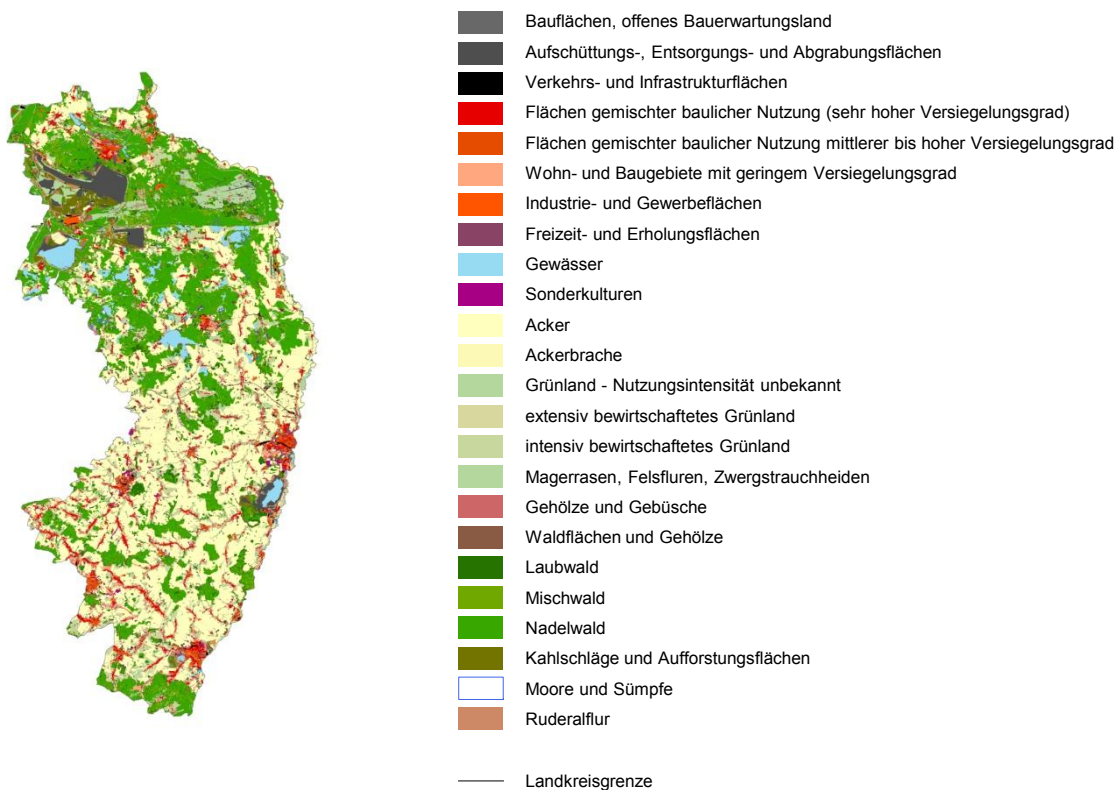 Bauflächen, offenes Bauerwartungsland
Aufschüttungs-, Entsorgungs- und Abgrabungsflächen
Verkehrs- und Infrastrukturflächen
Flächen gemischter baulicher Nutzung (sehr hoher Versiegelungsgrad)
Flächen gemischter baulicher Nutzung mittlerer bis hoher Versiegelungsgrad
Wohn- und Baugebiete mit geringem Versiegelungsgrad
Industrie- und Gewerbeflächen
Freizeit- und Erholungsflächen
Gewässer
Sonderkulturen
Acker
Ackerbrache
Grünland - Nutzungsintensität unbekannt
extensiv bewirtschaftetes Grünland
intensiv bewirtschaftetes Grünland
Magerrasen, Felsfluren, Zwergstrauchheiden
Gehölze und Gebüsche
Waldflächen und Gehölze
Laubwald
Mischwald
Nadelwald
Kahlschläge und Aufforstungsflächen
Moore und Sümpfe
Ruderalflur
Landkreisgrenze